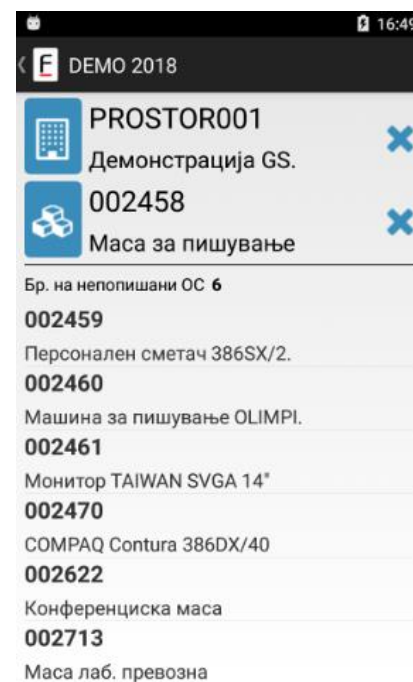 16:49
F DEMO 2018
PROSTOR001
Демонстрација GS.
002458
Маса за пишување
Бр. на непопишани ОС 6
002459
Персонален сметач 386SX/2.
002460
Машина за пишување OLIMPI.
002461
Монитор TAIWAN SVGA 14"
002470
COMPAQ Contura 386DX/40
002622
Конференциска маса
002713
Маса лаб. превозна